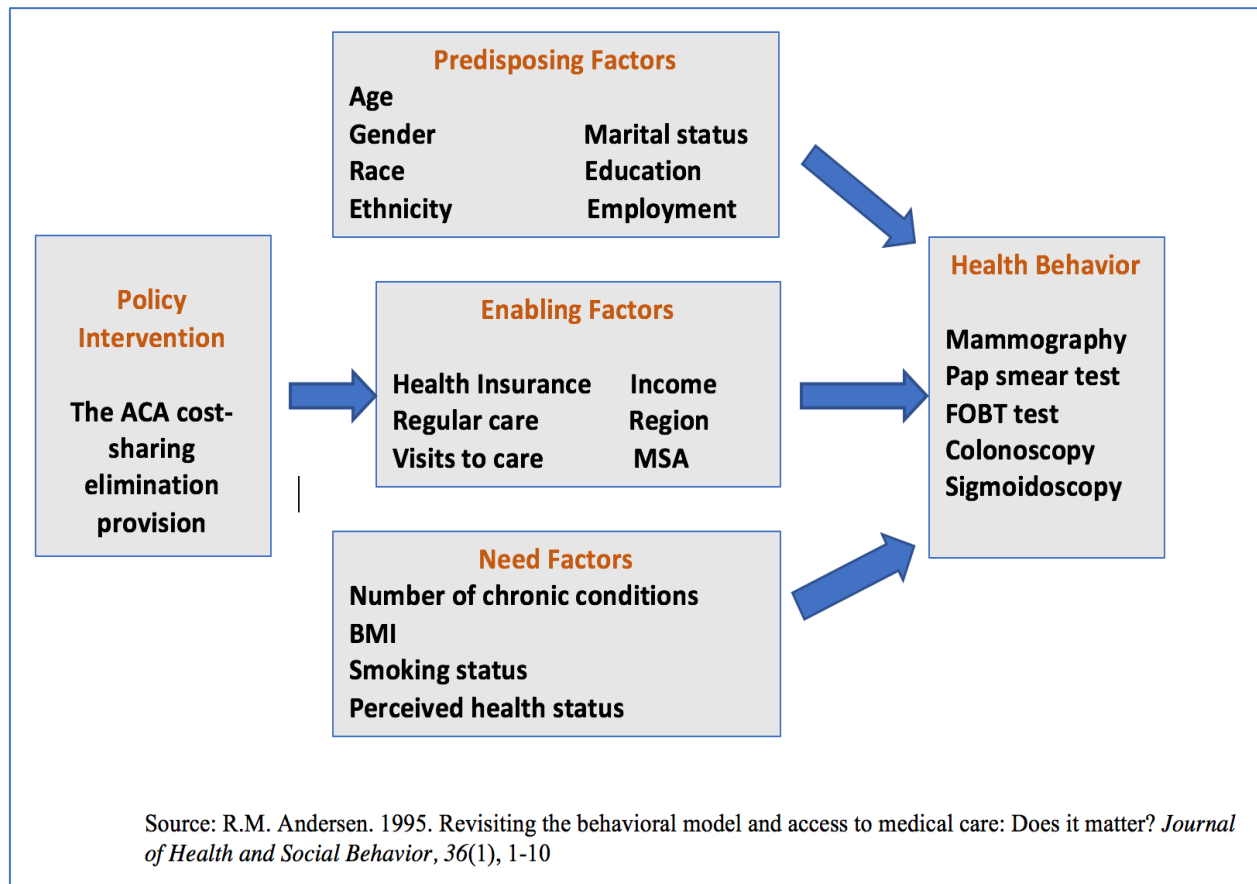 Predisposing Factors
Age
Gender Marital status
Race Education
Ethnicity Employment
Policy
Intervention
The ACA cost-
sharing
elimination
provision
Enabling Factors
Health Insurance Income
Regular care Region
Visits to care MSA
Need Factors
Number of chronic conditions
BMI
Smoking status
Perceived health status
Health Behavior
Mammography
Pap smear test
FOBT test
Colonoscopy
Sigmoidoscopy
Source: R.M. Andersen. 1995. Revisiting the behavioral model and access to medical care: Does it matter? Journal
of Health and Social Behavior, 36(1), 1-10